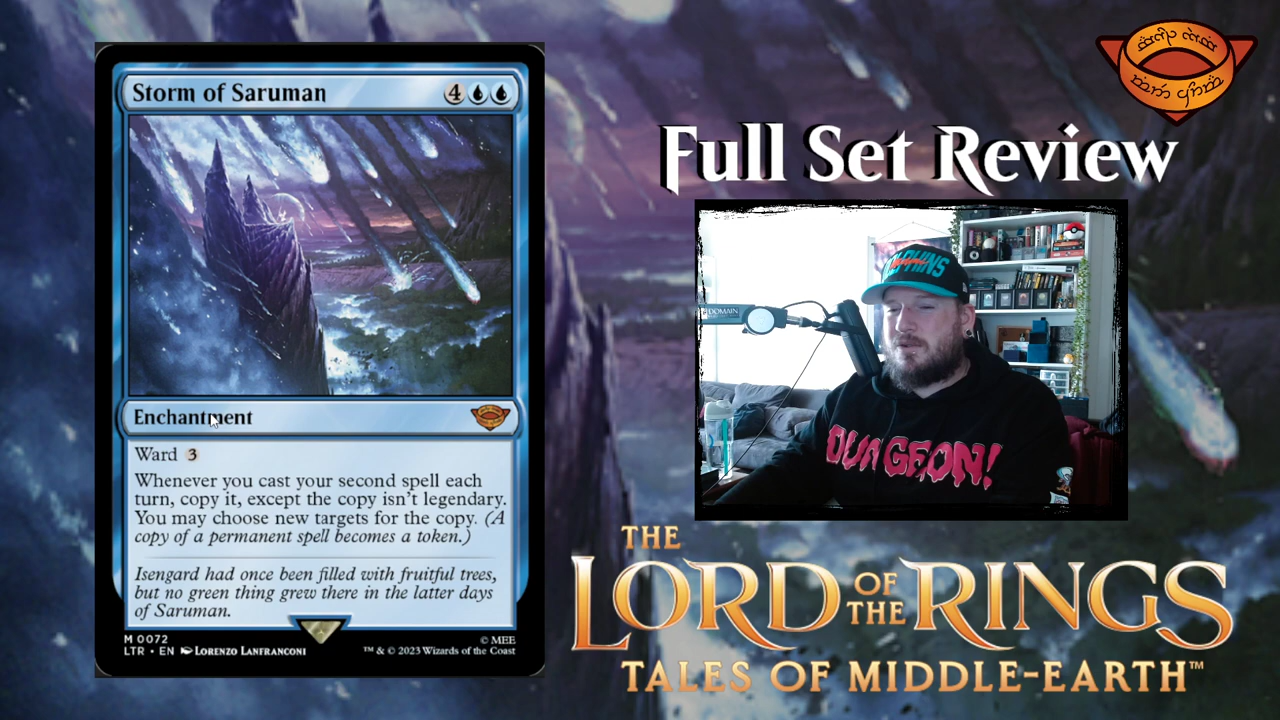 Storm of Saruman 4
Enchantment
Ward 3
Whenever you cast your second spell each
turn, copy it, except the copy isn't legendary.
You may choose new targets for the copy. (A
copy of a permanent spell becomes a token.)
Isengard had once been filled with fruitful trees,
but no green thing grew there in the latter days
of Saruman.
M 0072
LTR • EN Lorenzo Lanfranconi
© MEE
™ & © 2023 Wizards of the Coast
Full Set Review
DOMAIN
DUNGEON!
THE
LORD OF THE RINGS
TALES OF MIDDLE-EARTH™